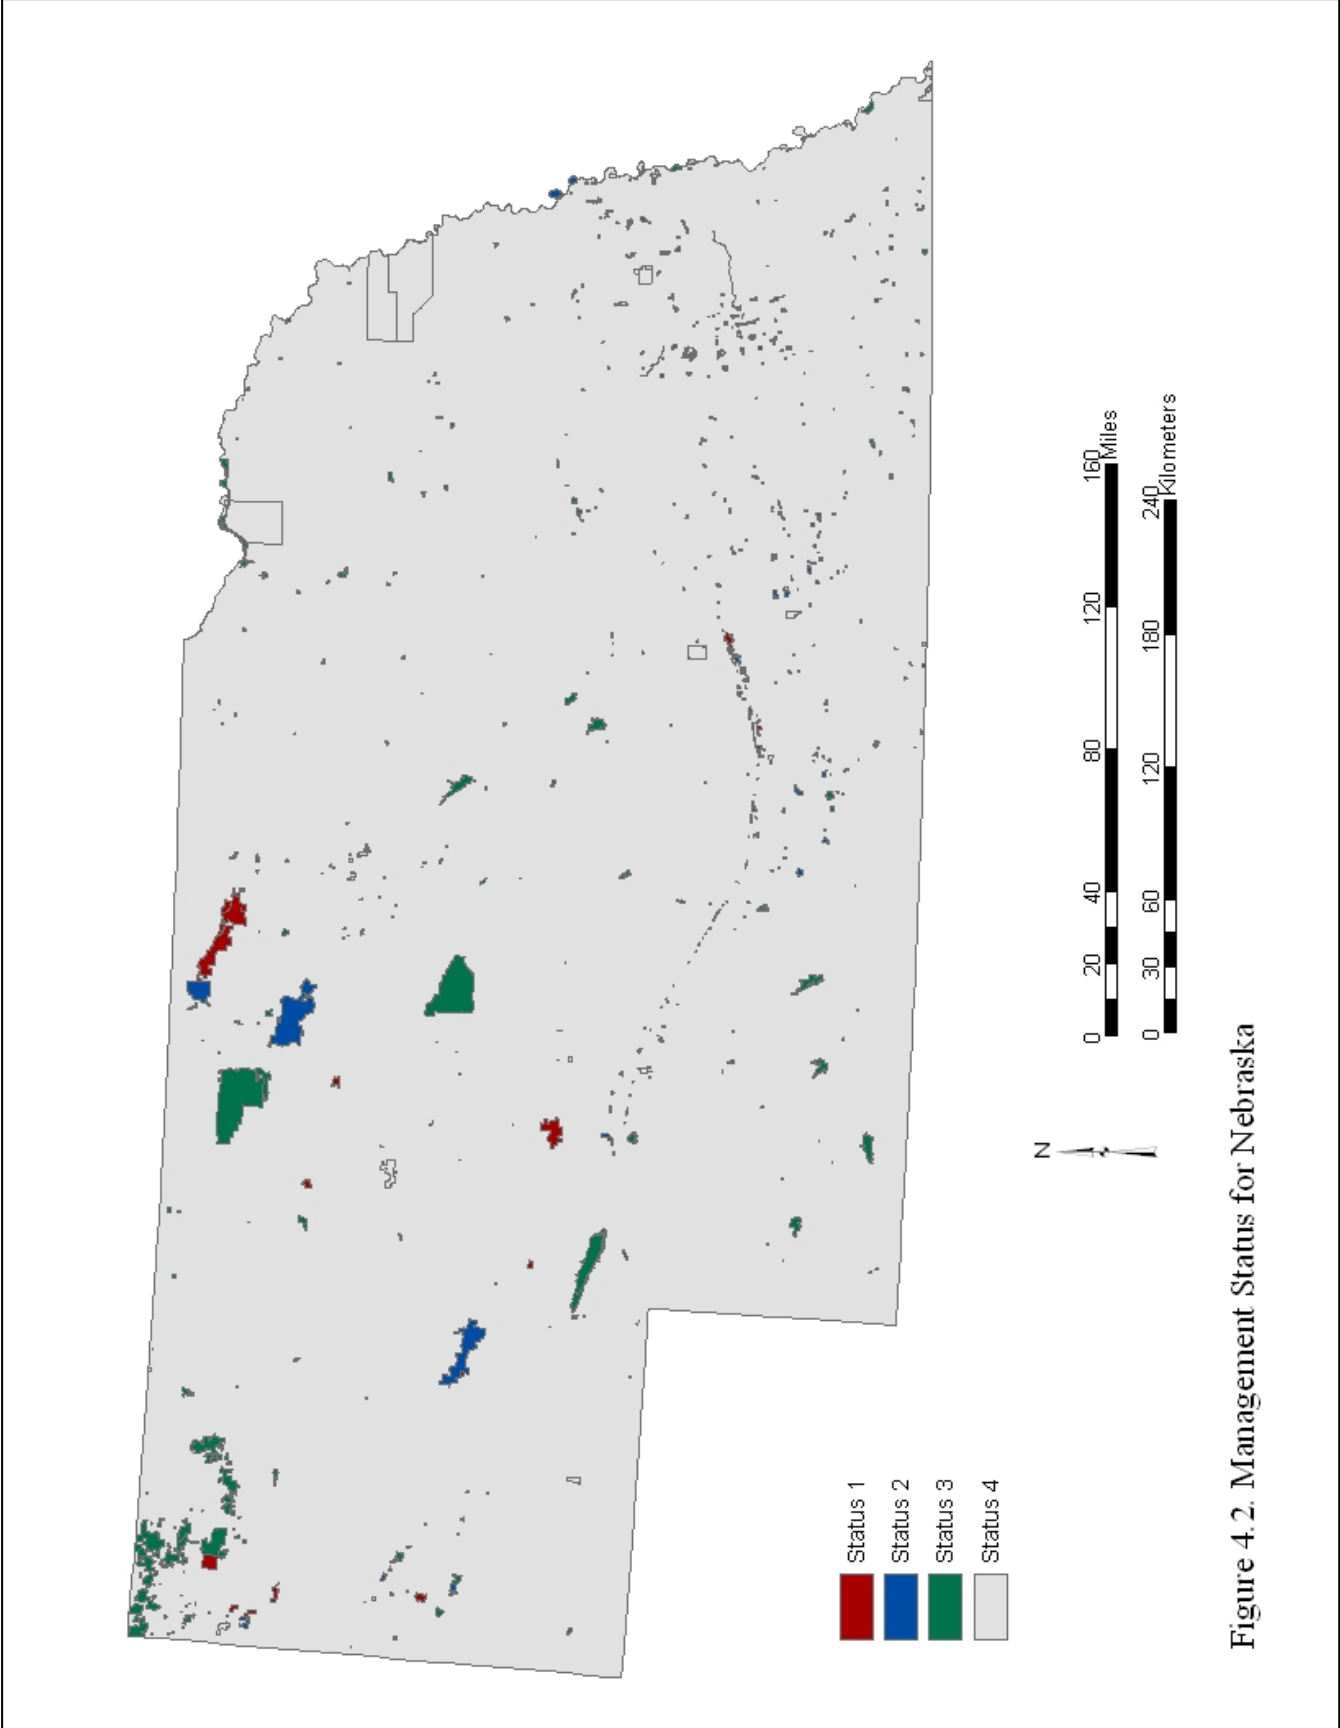 Status 1
Status 2
Status 3
Status 4
N
0 20 40 80 120 160
Miles
0 30 60 120 180 240
Kilometers
Figure 4.2. Management Status for Nebraska